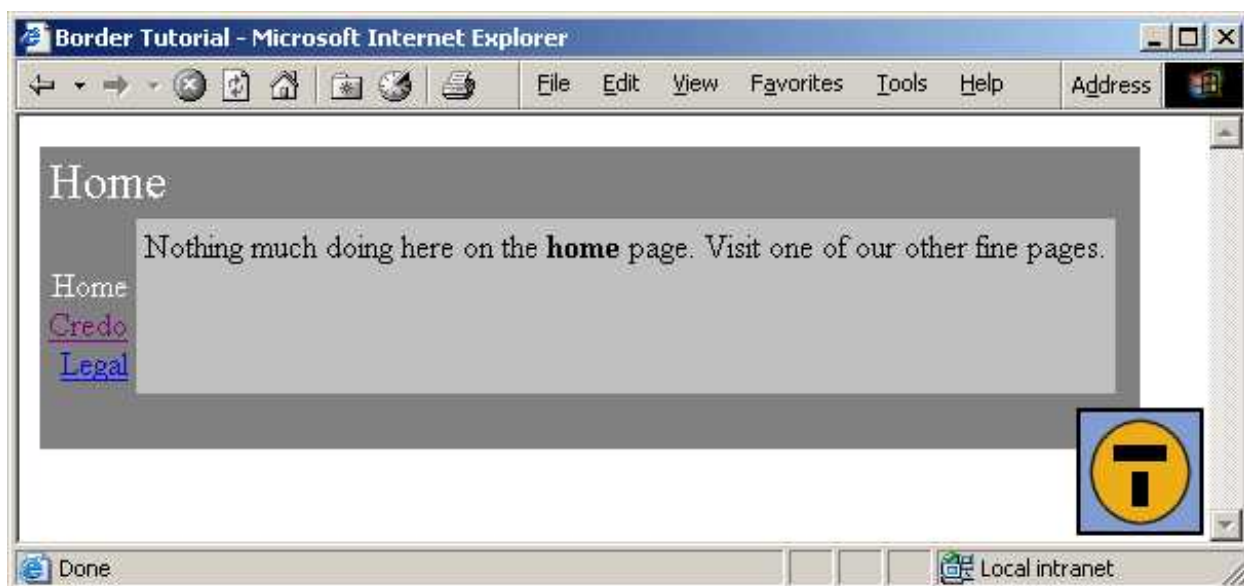 Border Tutorial - Microsoft Internet Explorer
File Edit View Favorites Tools Help Address
Home
Nothing much doing here on the home page. Visit one of our other fine pages.
Home
Credo
Legal
Done Local intranet